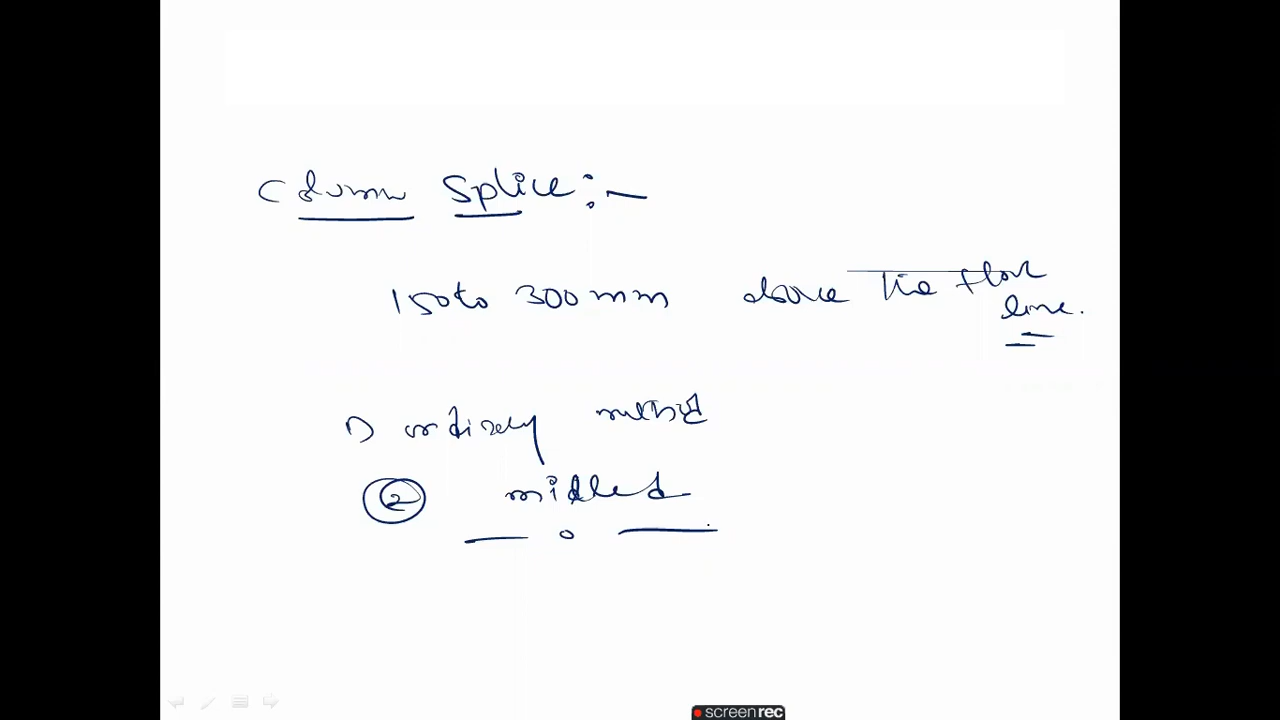 Column Splice:-
150 to 300 mm above the floor line.
1) ordinary method
2 milled
screenrec